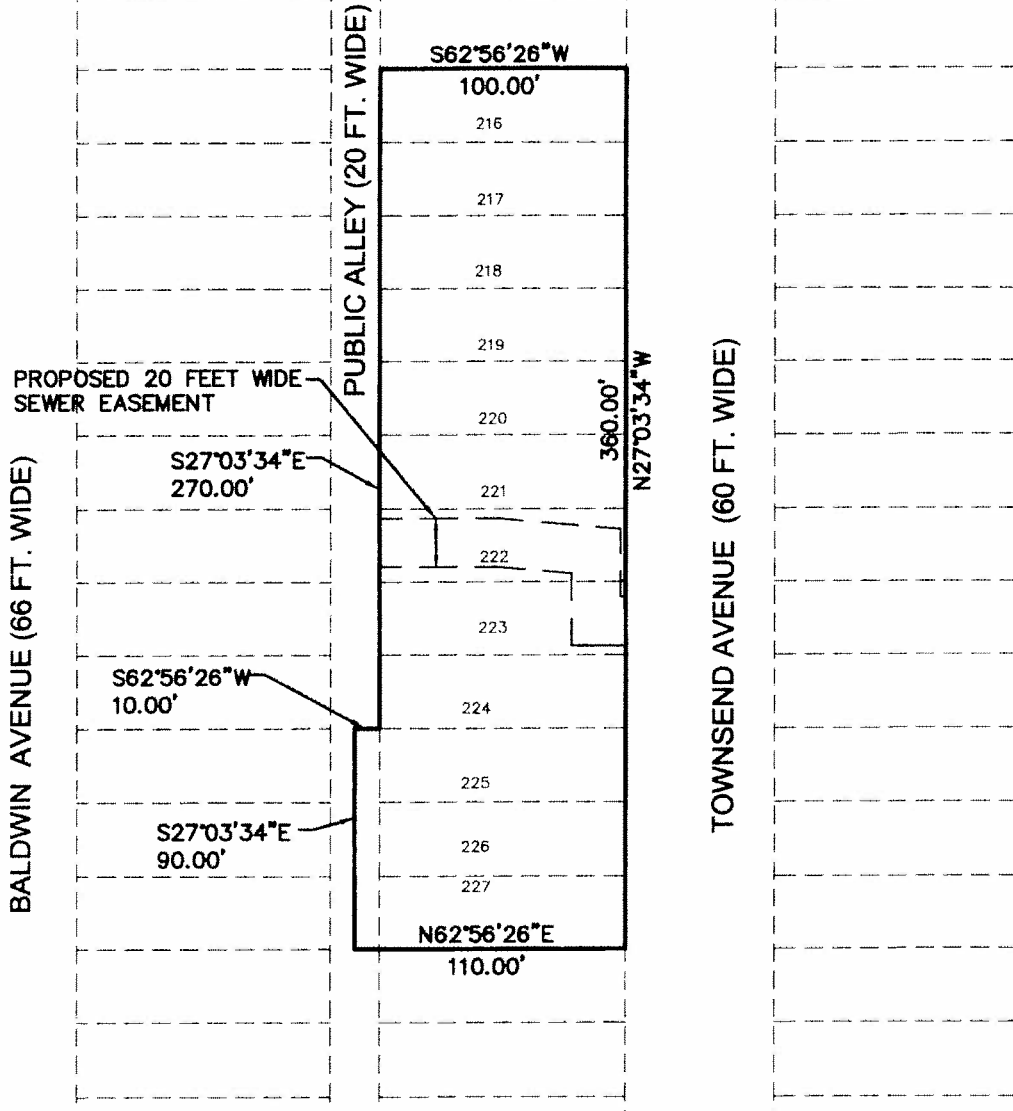 S62°56'26"W
100.00'
PUBLIC ALLEY (20 FT. WIDE)
216
217
218
219
PROPOSED 20 FEET WIDE
SEWER EASEMENT
220
360.00'
N27°03'34"W
S27°03'34"E
270.00'
221
222
223
BALDWIN AVENUE (66 FT. WIDE)
TOWNSEND AVENUE (60 FT. WIDE)
S62°56'26"W
10.00'
224
225
S27°03'34"E
90.00'
226
227
N62°56'26"E
110.00'